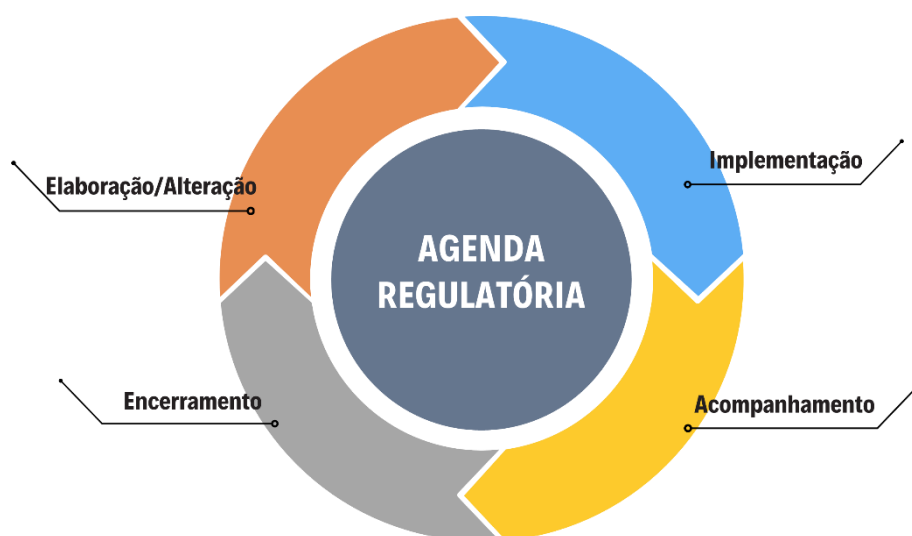 Implementação
Elaboração/Alteração
AGENDA
REGULATÓRIA
Encerramento
Acompanhamento